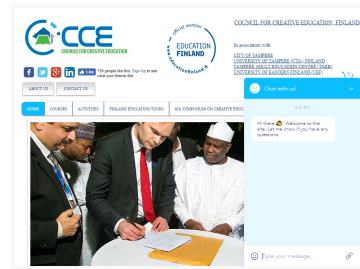 CCE
COUNCIL FOR CREATIVE EDUCATION
official member
EDUCATION
FINLAND
www.educationfinland.fi
COUNCIL FOR CREATIVE EDUCATION, FINLAND
In association with
CITY OF TAMPERE
UNIVERSITY OF TAMPERE (UTA), FINLAND
TAMPERE ADULT EDUCATION CENTRE (TAKK)
UNIVERSITY OF EASTERN FINLAND (UEF)
Like
people like this. Sign Up to see
what your friends like.
ABOUT US
CONTACT US
HOME
COURSES
ACTIVITIES
FINLAND EDUCATION TOURS
SYMPOSIUM ON CREATIVE EDUC
Chat with us!
Hi there 😀! Welcome to the
site. Let me know if you have any
questions.
Type your message...